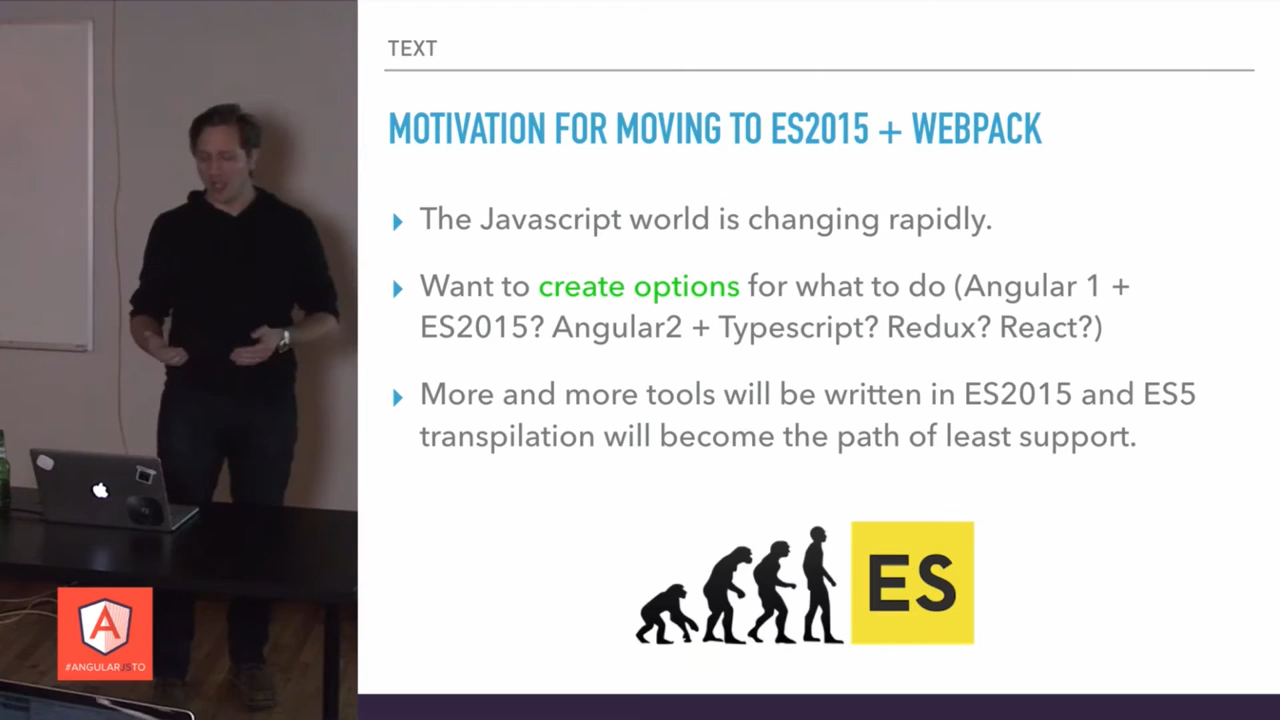 TEXT
MOTIVATION FOR MOVING TO ES2015 + WEBPACK
The Javascript world is changing rapidly.
Want to create options for what to do (Angular 1 +
ES2015? Angular2 + Typescript? Redux? React?)
More and more tools will be written in ES2015 and ES5
transpilation will become the path of least support.
ES
A
#ANGULARJSTO